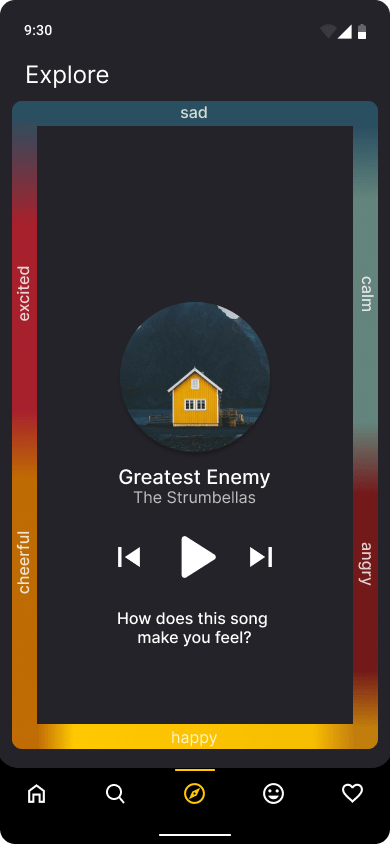 9:30
Explore
sad
excited
calm
Greatest Enemy
The Strumbellas
cheerful
angry
How does this song
make you feel?
happy